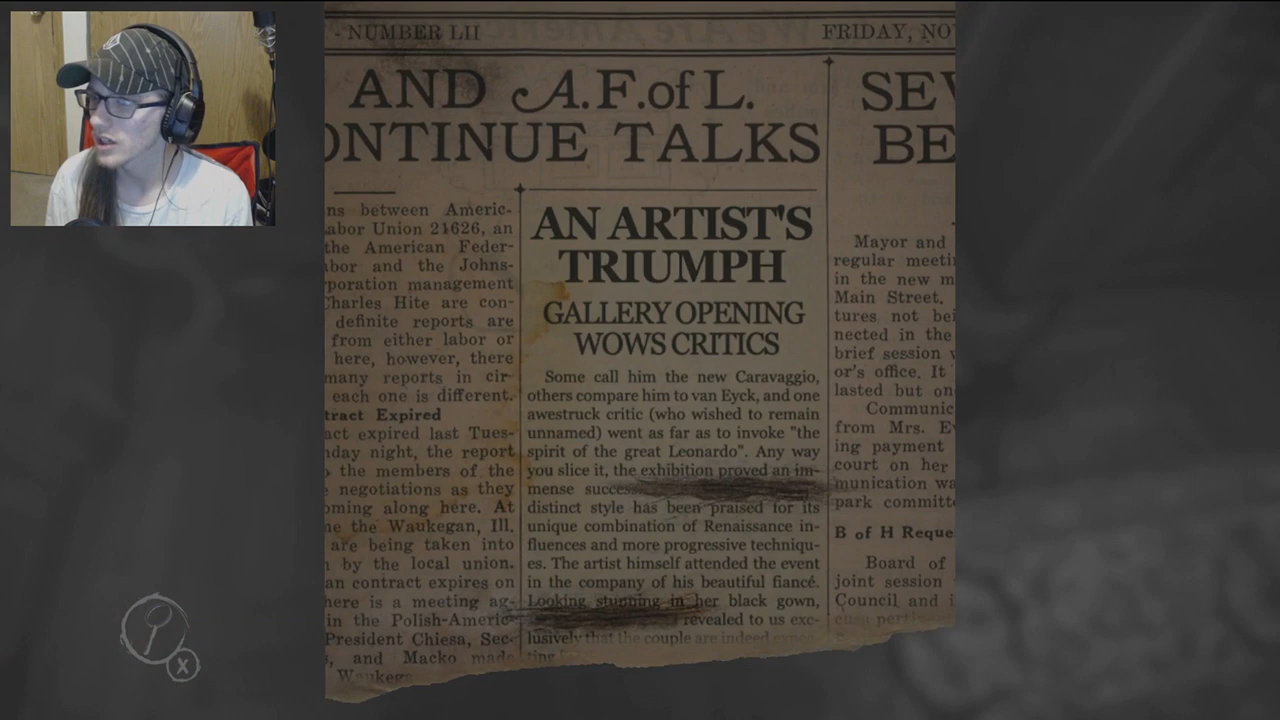 - NUMBER LII
FRIDAY, NO
AND A.F.of L.
ONTINUE TALKS
SEV
BE
ns between Americ-
abor Union 21626, an
the American Feder-
bor and the Johns-
poration management
Charles Hite are con-
definite reports are
from either labor or
here, however, there
many reports in cir-
each one is different.
tract Expired
act expired last Tues-
day night, the report
the members of the
negotiations as they
oming along here. At
e the Waukegan, Ill.
are being taken into
by the local union.
an contract expires on
here is a meeting ag-
in the Polish-Americ-
President Chiesa, Sec-
, and Macko made
Waukega
AN ARTIST'S
TRIUMPH
GALLERY OPENING
WOWS CRITICS
Some call him the new Caravaggio,
others compare him to van Eyck, and one
awestruck critic (who wished to remain
unnamed) went as far as to invoke "the
spirit of the great Leonardo". Any way
you slice it, the exhibition proved an im-
mense succes
distinct style has been praised for its
unique combination of Renaissance in-
fluences and more progressive techniqu-
es. The artist himself attended the event
in the company of his beautiful fiancé.
Looking stunning in her black gown,
revealed to us exc-
lusively that the couple are indeed expec-
ting
Mayor and
regular meetin
in the new m
Main Street.
tures not bei
nected in the
brief session
or's office. It
lasted but on
Communic
from Mrs. Ev
ing payment
court on her
munication wa
park committe
B of H Reque
Board of
joint session
Council and i
X